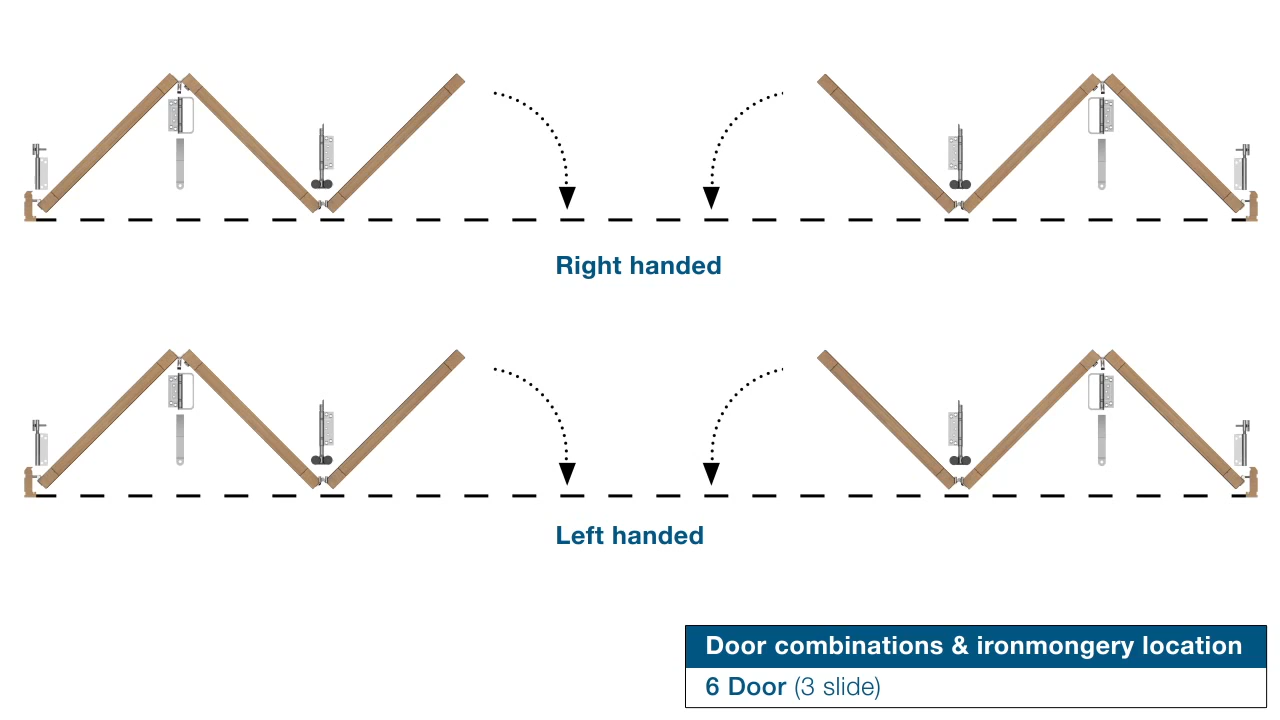 Right handed
Left handed
Door combinations & ironmongery location
6 Door (3 slide)